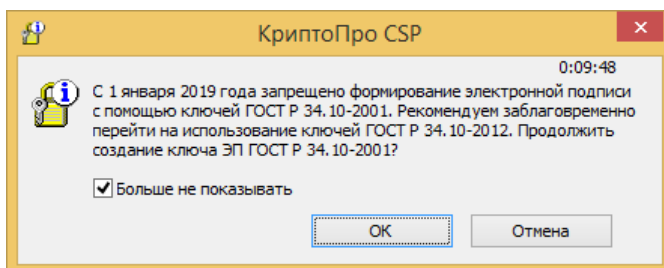 КриптоПро CSP
0:09:48
С 1 января 2019 года запрещено формирование электронной подписи
с помощью ключей ГОСТ Р 34.10-2001. Рекомендуем заблаговременно
перейти на использование ключей ГОСТ Р 34.10-2012. Продолжить
создание ключа ЭП ГОСТ Р 34.10-2001?
Больше не показывать
ОК
Отмена